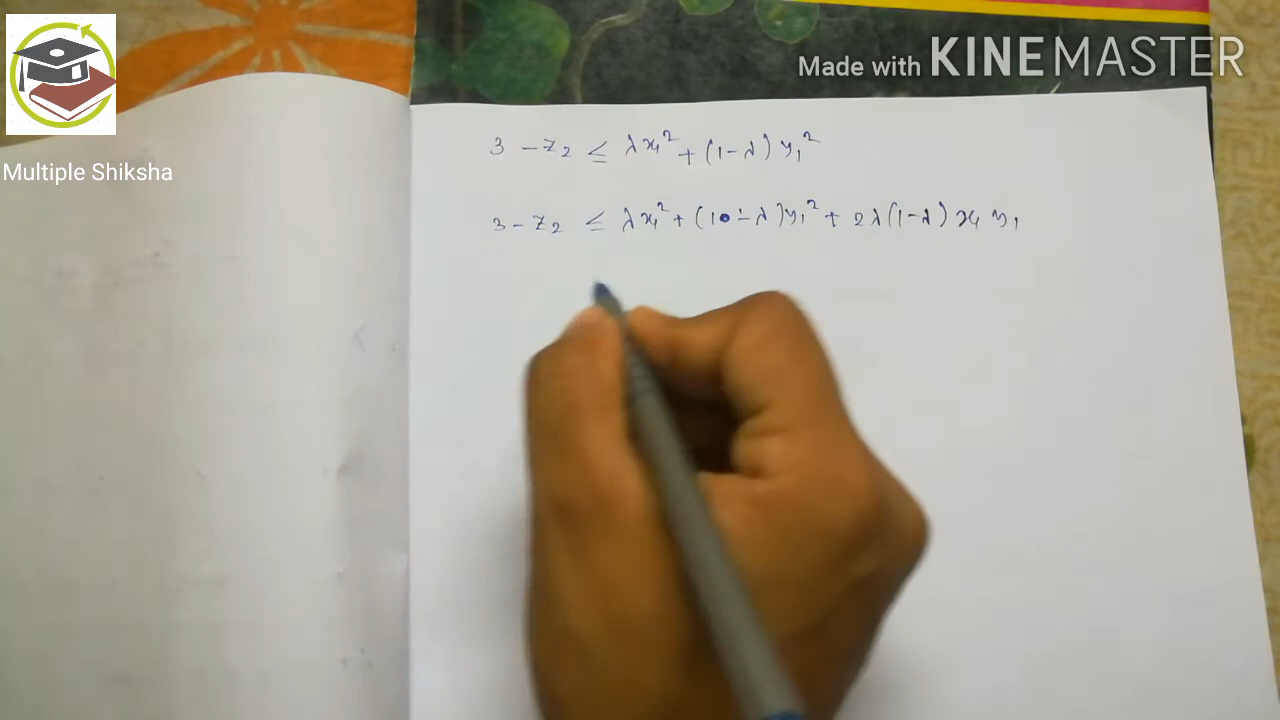 Made with KINEMASTER
Multiple Shiksha
3 - z₂ ≤ λx₁² + (1-λ) y₁²
3 - z₂ ≤ λx₁² + (1 - λ)y₁² + 2λ(1-λ) x₁ y₁